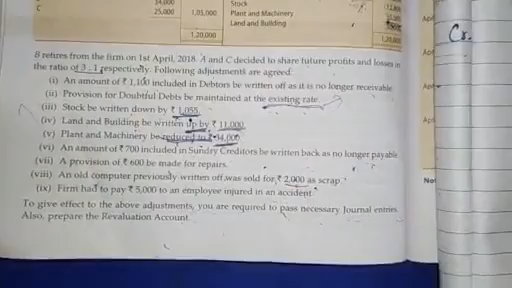 Stock
C 25,000 1,05,000 Plant and Machinery
Land and Building
1,20,000
Cr.
B retires from the firm on 1st April, 2018. A and C decided to share future profits and losses in
the ratio of 3 : 1 respectively. Following adjustments are agreed:
(i) An amount of ₹ 1,100 included in Debtors be written off as it is no longer receivable.
(ii) Provision for Doubtful Debts be maintained at the existing rate.
(iii) Stock be written down by ₹ 1,055.
(iv) Land and Building be written up by ₹ 11,000.
(v) Plant and Machinery be reduced to ₹ 14,000.
(vi) An amount of ₹ 700 included in Sundry Creditors be written back as no longer payable.
(vii) A provision of ₹ 600 be made for repairs.
(viii) An old computer previously written off was sold for ₹ 2,000 as scrap.
(ix) Firm had to pay ₹ 5,000 to an employee injured in an accident.
To give effect to the above adjustments, you are required to pass necessary Journal entries.
Also, prepare the Revaluation Account.